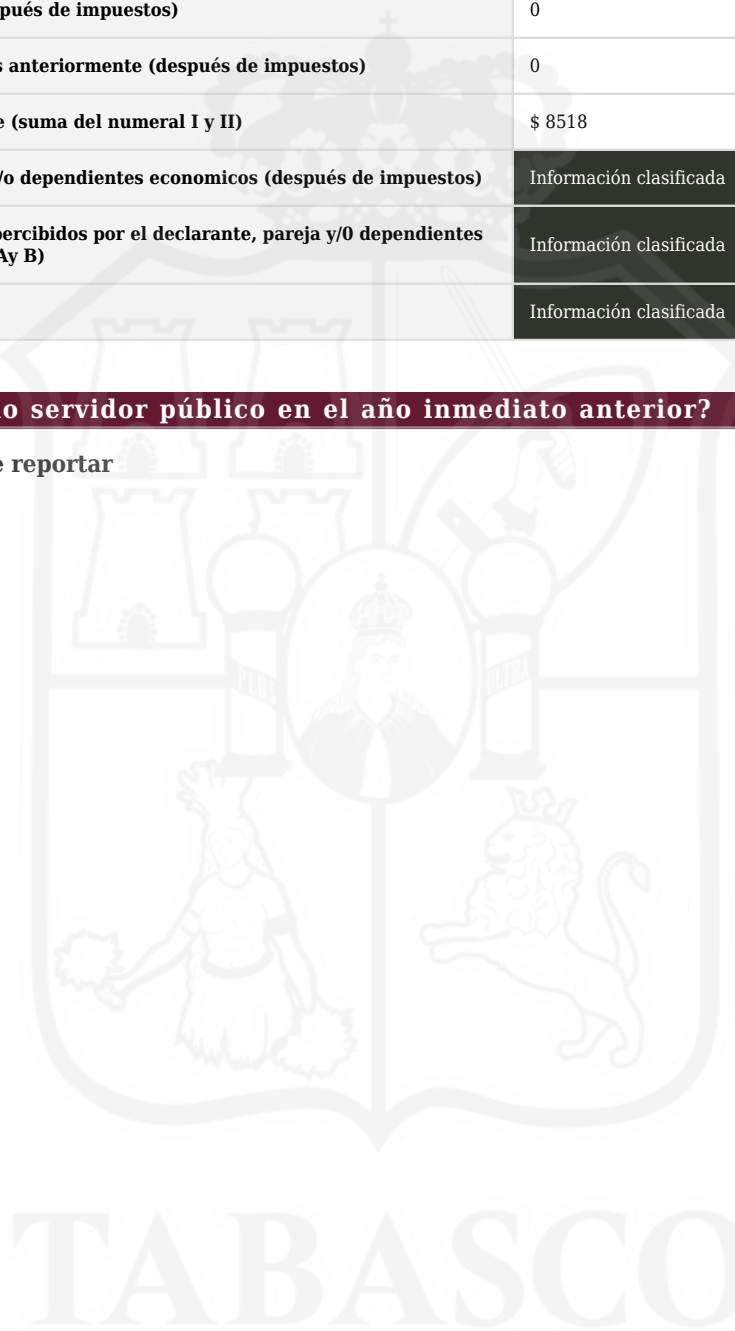 pués de impuestos)
0
s anteriormente (después de impuestos)
0
e (suma del numeral I y II)
$ 8518
/o dependientes economicos (después de impuestos)
Información clasificada
percibidos por el declarante, pareja y/0 dependientes
Ay B)
Información clasificada
Información clasificada
o servidor público en el año inmediato anterior?
e reportar
PLUS
ULTRA
TABASCO